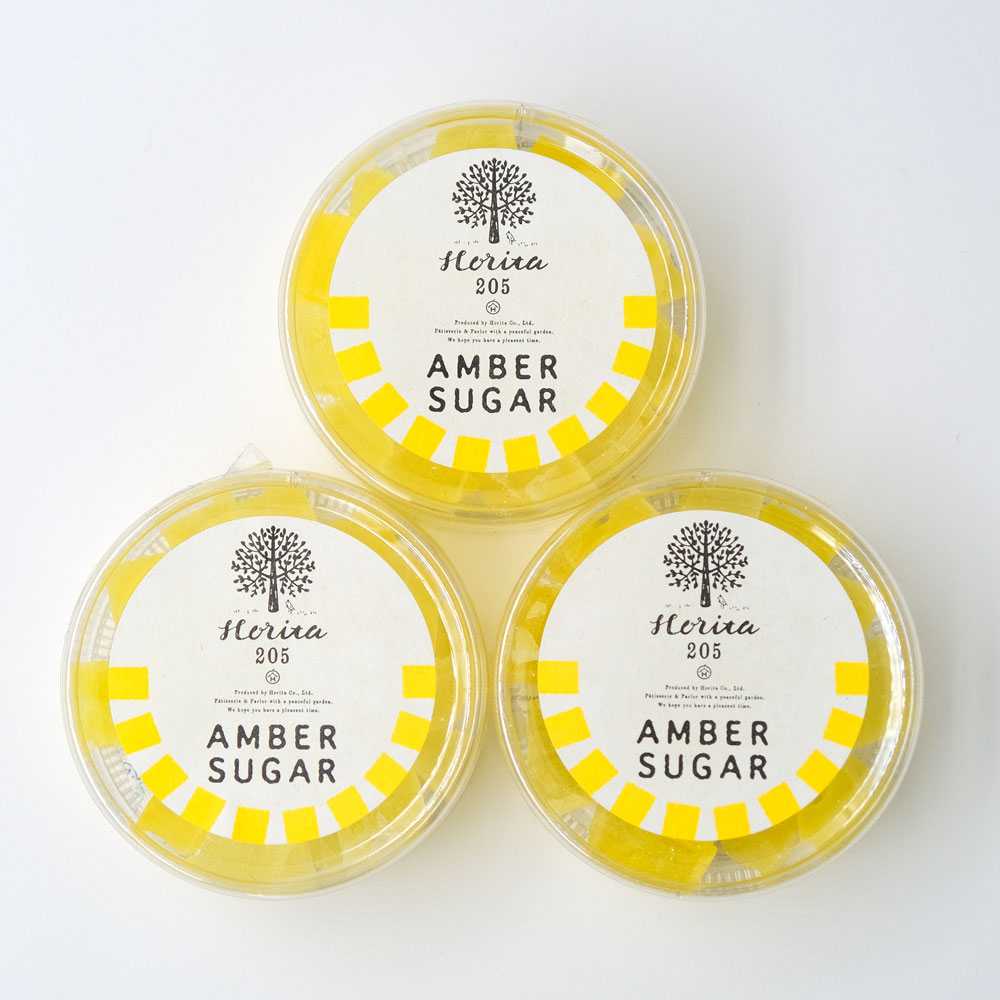 Horita
205
H
Produced by Horita Co., Ltd.
Pâtisserie & Parlor with a peaceful garden.
We hope you have a pleasent time.
AMBER
SUGAR
Horita
205
H
Produced by Horita Co., Ltd.
Pâtisserie & Parlor with a peaceful garden.
We hope you have a pleasent time.
AMBER
SUGAR
Horita
205
H
Produced by Horita Co., Ltd.
Pâtisserie & Parlor with a peaceful garden.
We hope you have a pleasent time.
AMBER
SUGAR